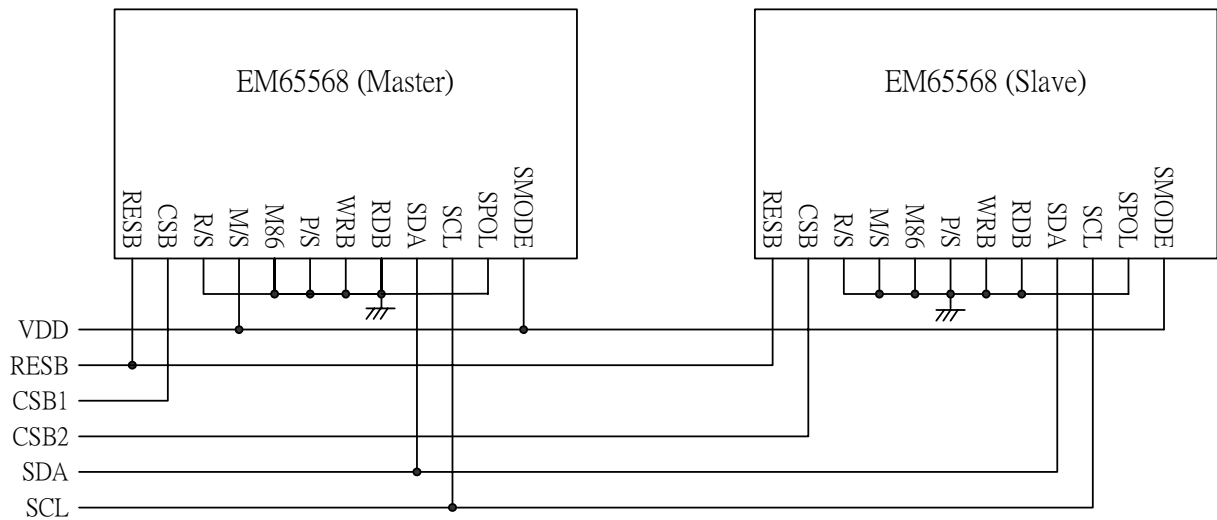 EM65568 (Master)
EM65568 (Slave)
RESB
CSB
R/S
M/S
M86
P/S
WRB
RDB
SDA
SCL
SPOL
SMODE
RESB
CSB
R/S
M/S
M86
P/S
WRB
RDB
SDA
SCL
SPOL
SMODE
VDD
RESB
CSB1
CSB2
SDA
SCL